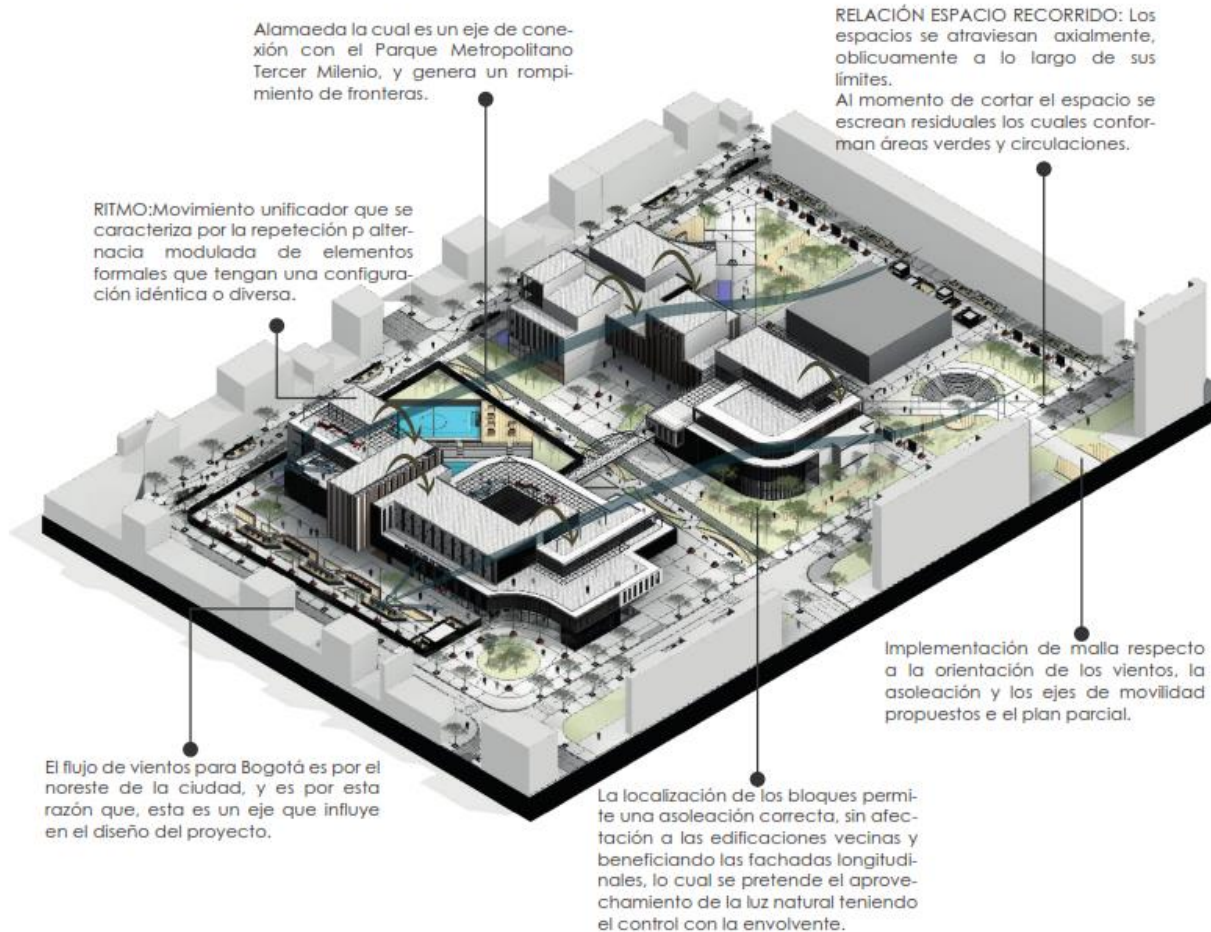 Alamaeda la cual es un eje de cone-
xión con el Parque Metropolitano
Tercer Milenio, y genera un rompi-
miento de fronteras.
RELACIÓN ESPACIO RECORRIDO: Los
espacios se atraviesan axialmente,
oblicuamente a lo largo de sus
límites.
Al momento de cortar el espacio se
escrean residuales los cuales confor-
man áreas verdes y circulaciones.
RITMO:Movimiento unificador que se
caracteriza por la repeteción p alter-
nacia modulada de elementos
formales que tengan una configura-
ción idéntica o diversa.
Implementación de malla respecto
a la orientación de los vientos, la
asoleación y los ejes de movilidad
propuestos e el plan parcial.
El flujo de vientos para Bogotá es por el
noreste de la ciudad, y es por esta
razón que, esta es un eje que influye
en el diseño del proyecto.
La localización de los bloques permi-
te una asoleación correcta, sin afec-
tación a las edificaciones vecinas y
beneficiando las fachadas longitudi-
nales, lo cual se pretende el aprove-
chamiento de la luz natural teniendo
el control con la envolvente.